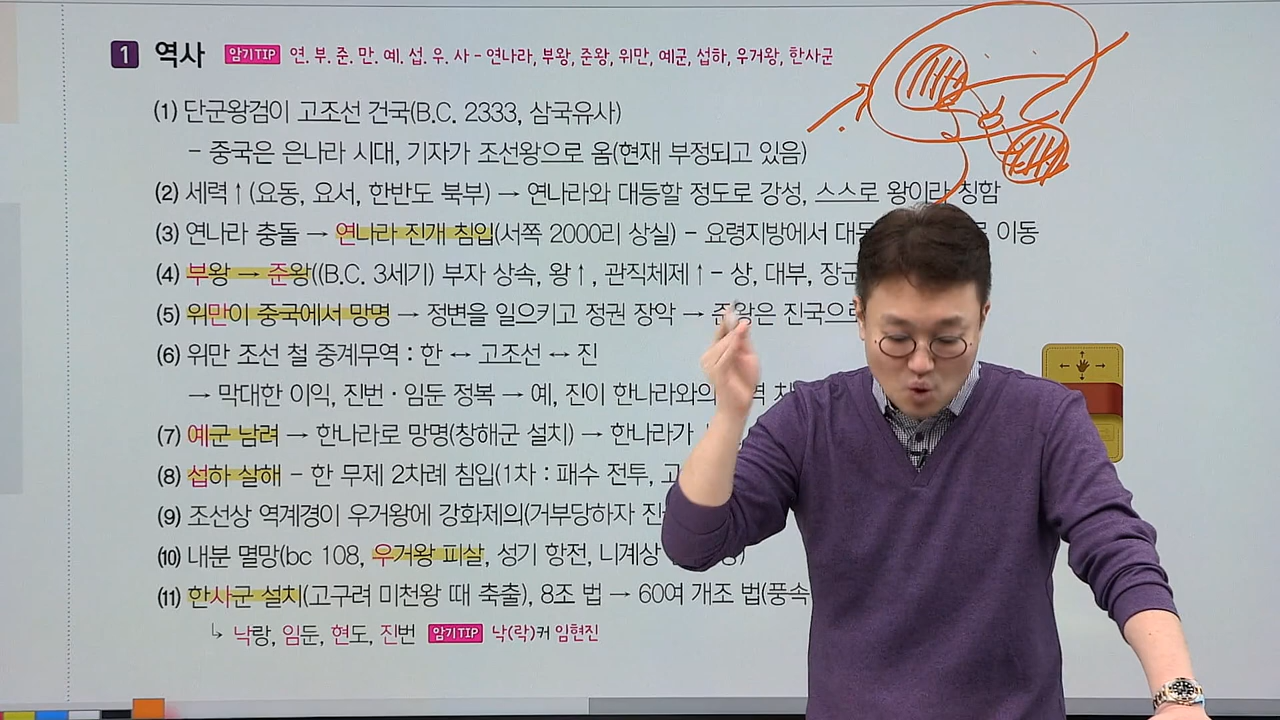 1 역사 암기TIP 연. 부. 준. 만. 예. 섭. 우. 사 - 연나라, 부왕, 준왕, 위만, 예군, 섭하, 우거왕, 한사군
(1) 단군왕검이 고조선 건국(B.C. 2333, 삼국유사)
- 중국은 은나라 시대, 기자가 조선왕으로 옴(현재 부정되고 있음)
(2) 세력↑(요동, 요서, 한반도 북부) → 연나라와 대등할 정도로 강성, 스스로 왕이라 칭함
(3) 연나라 충돌 → 연나라 진개 침입(서쪽 2000리 상실) - 요령지방에서 이동
(4) 부왕 → 준왕((B.C. 3세기) 부자 상속, 왕↑, 관직체제↑- 상, 대부, 장군
(5) 위만이 중국에서 망명 → 정변을 일으키고 정권 장악 → 준왕은 진국으로
(6) 위만 조선 철 중계무역 : 한 ↔ 고조선 ↔ 진
→ 막대한 이익, 진번 · 임둔 정복 → 예, 진이 한나라와의
(7) 예군 남려 → 한나라로 망명(창해군 설치) → 한나라가
(8) 섭하 살해 - 한 무제 2차례 침입(1차 : 패수 전투,
(9) 조선상 역계경이 우거왕에 강화제의(거부당하자
(10) 내분 멸망(bc 108, 우거왕 피살, 성기 항전, 니계상
(11) 한사군 설치(고구려 미천왕 때 축출), 8조 법 → 60여 개조 법(풍속
↳ 낙랑, 임둔, 현도, 진번 암기TIP 낙(락)커 임현진